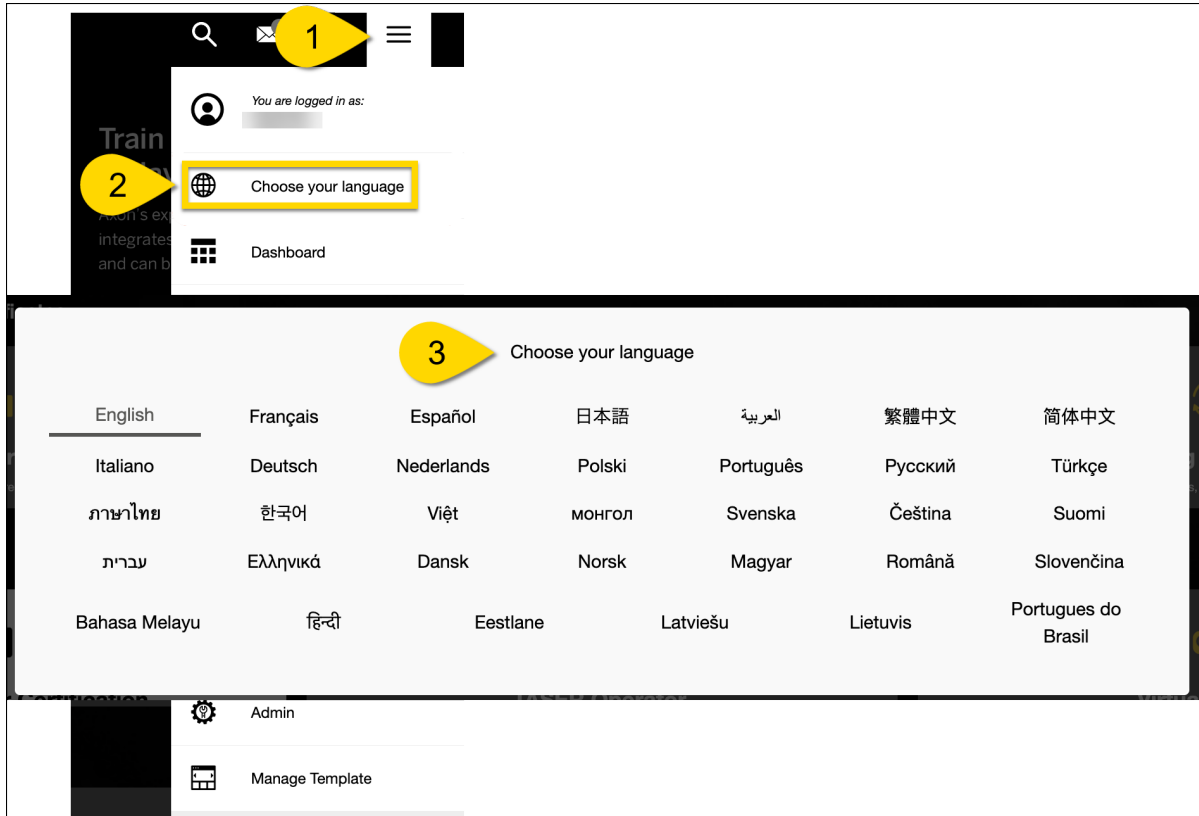 1
You are logged in as:
Train
2
Choose your language
Axon's exp
integrates
and can b
Dashboard
3
Choose your language
English Français Español 日本語 العربية 繁體中文 简体中文
Italiano Deutsch Nederlands Polski Português Русский Türkçe
ภาษาไทย 한국어 Việt монгол Svenska Čeština Suomi
עברית Ελληνικά Dansk Norsk Magyar Română Slovenčina
Bahasa Melayu हिन्दी Eestlane Latviešu Lietuvis Portugues do
Brasil
Admin
Manage Template